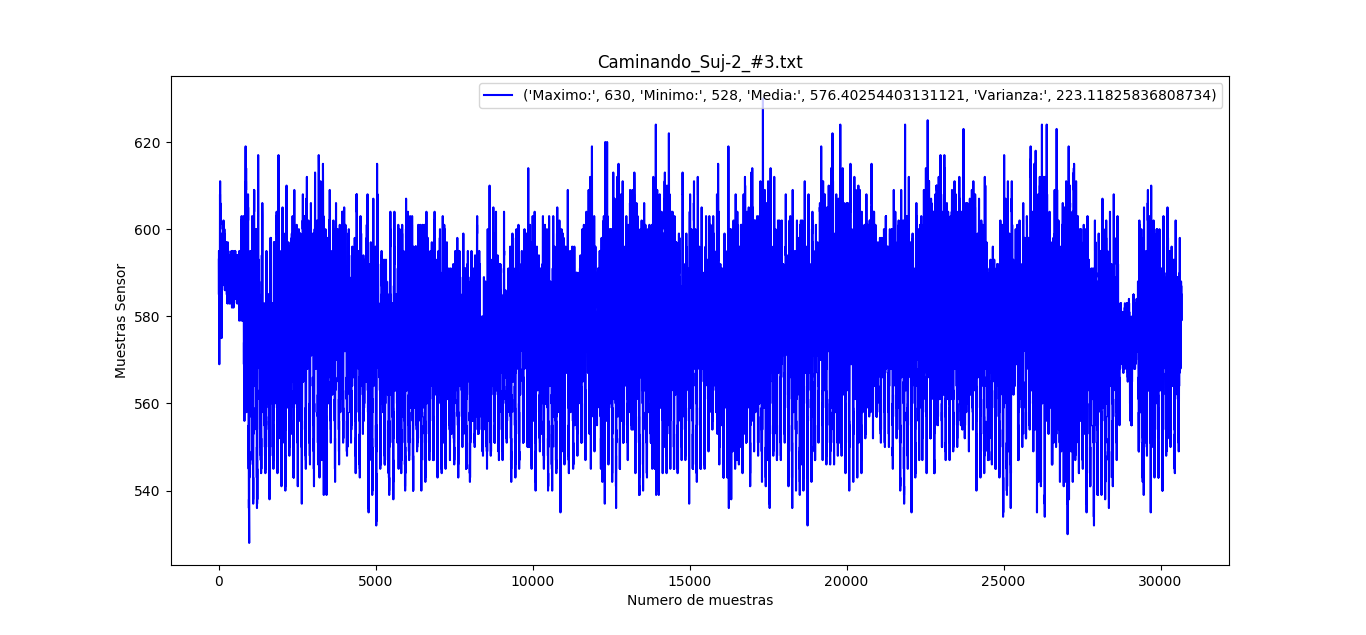 Caminando_Suj-2_#3.txt
('Maximo:', 630, 'Minimo:', 528, 'Media:', 576.40254403131121, 'Varianza:', 223.11825836808734)
Muestras Sensor
620
600
580
560
540
0 5000 10000 15000 20000 25000 30000
Numero de muestras